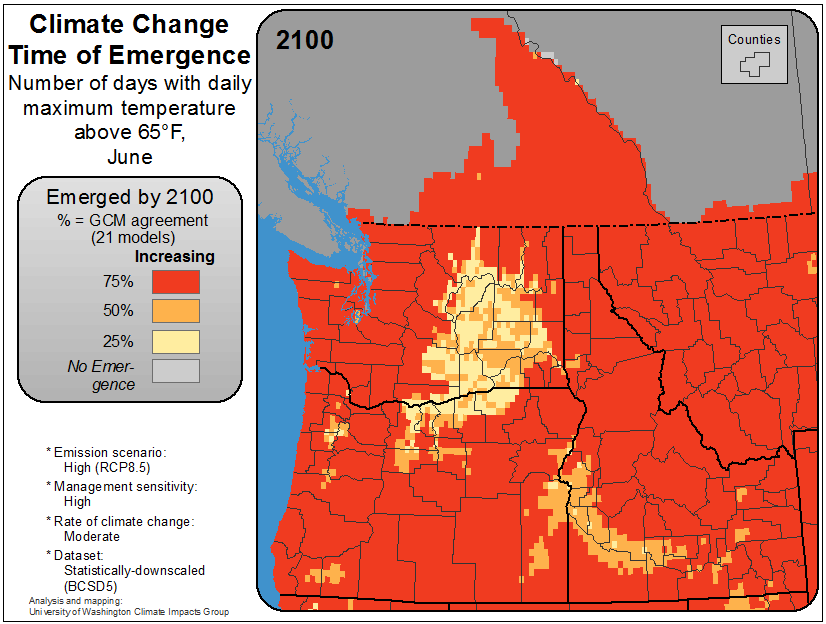 Climate Change
Time of Emergence
Number of days with daily
maximum temperature
above 65°F,
June
Emerged by 2100
% = GCM agreement
(21 models)
Increasing
75%
50%
25%
No Emer-
gence
* Emission scenario:
High (RCP8.5)
* Management sensitivity:
High
* Rate of climate change:
Moderate
* Dataset:
Statistically-downscaled
(BCSD5)
Analysis and mapping:
University of Washington Climate Impacts Group
2100
Counties